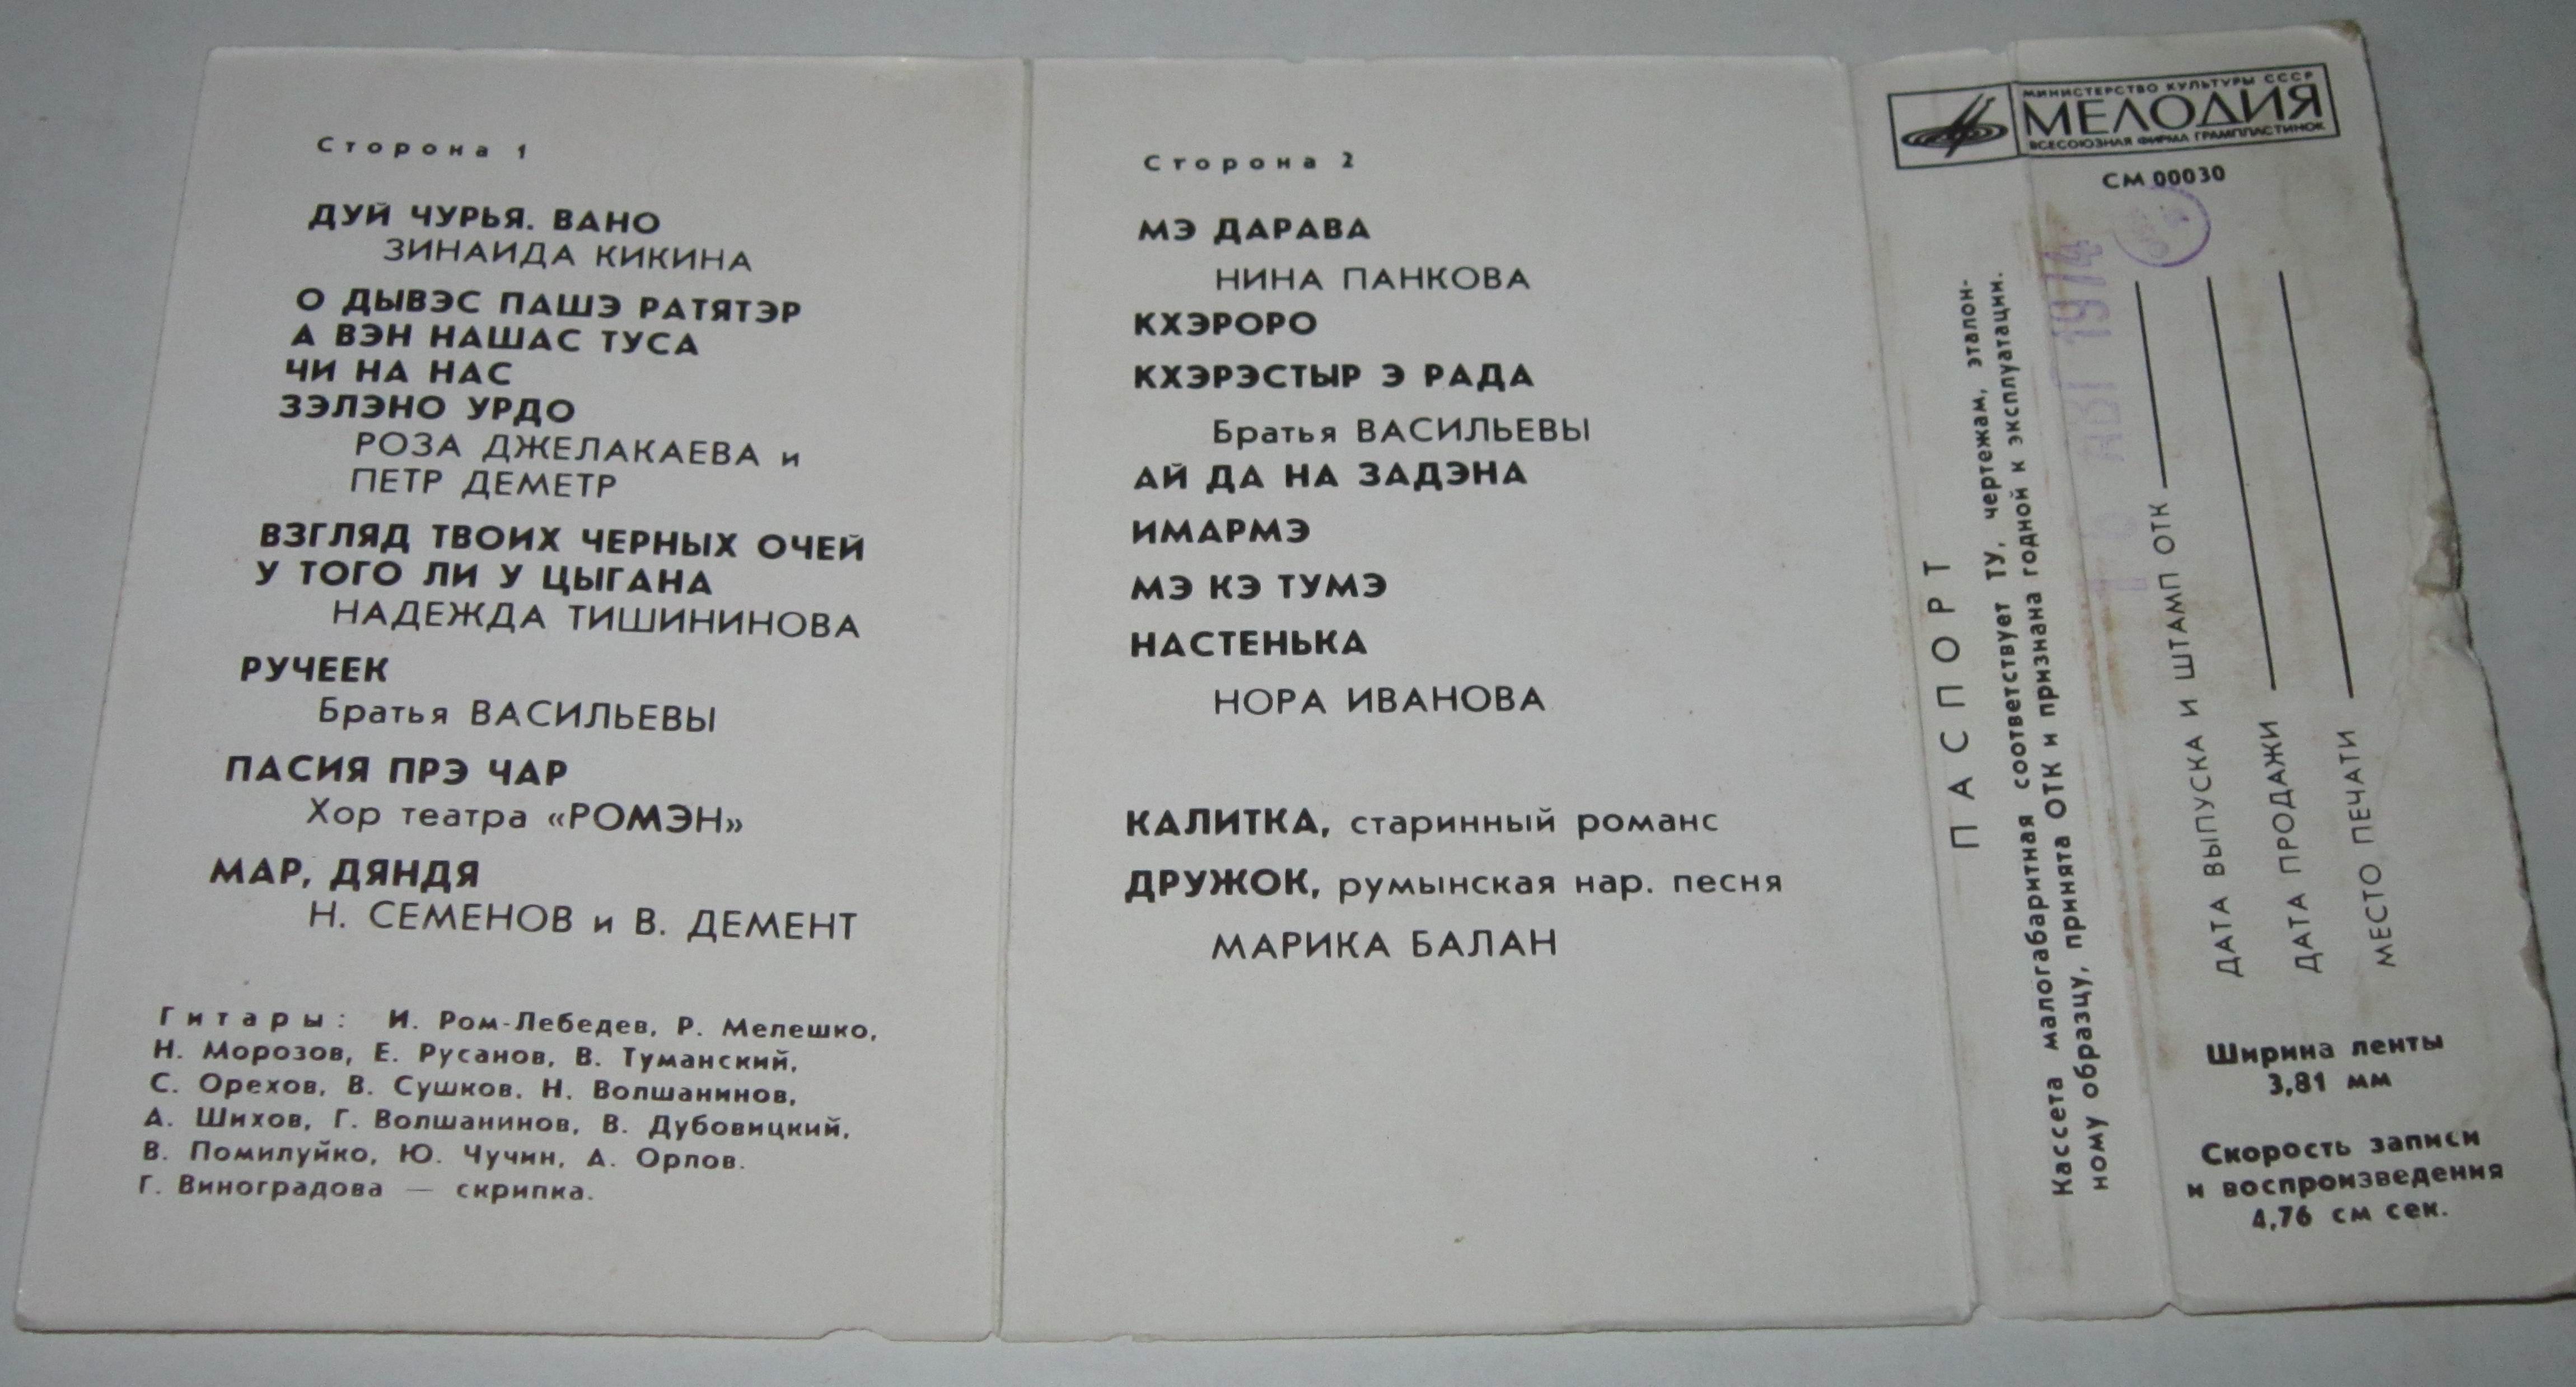 Сторона 1
ДУЙ ЧУРЬЯ. ВАНО
ЗИНАИДА КИКИНА
О ДЫВЭС ПАШЭ РАТЯТЭР
А ВЭН НАШАС ТУСА
ЧИ НА НАС
ЗЭЛЭНО УРДО
РОЗА ДЖЕЛАКАЕВА и
ПЕТР ДЕМЕТР
ВЗГЛЯД ТВОИХ ЧЕРНЫХ ОЧЕЙ
У ТОГО ЛИ У ЦЫГАНА
НАДЕЖДА ТИШИНИНОВА
РУЧЕЕК
Братья ВАСИЛЬЕВЫ
ПАСИЯ ПРЭ ЧАР
Хор театра «РОМЭН»
МАР, ДЯНДЯ
Н. СЕМЕНОВ и В. ДЕМЕНТ
Гитары: И. Ром-Лебедев, Р. Мелешко,
Н. Морозов, Е. Русанов, В. Туманский,
С. Орехов, В. Сушков, Н. Волшанинов,
А. Шихов, Г. Волшанинов, В. Дубовицкий,
В. Помилуйко, Ю. Чучин, А. Орлов.
Г. Виноградова — скрипка.
Сторона 2
МЭ ДАРАВА
НИНА ПАНКОВА
КХЭРОРО
КХЭРЭСТЫР Э РАДА
Братья ВАСИЛЬЕВЫ
АЙ ДА НА ЗАДЭНА
ИМАРМЭ
МЭ КЭ ТУМЭ
НАСТЕНЬКА
НОРА ИВАНОВА
КАЛИТКА, старинный романс
ДРУЖОК, румынская нар. песня
МАРИКА БАЛАН
МИНИСТЕРСТВО КУЛЬТУРЫ СССР
МЕЛОДИЯ
ВСЕСОЮЗНАЯ ФИРМА ГРАМПЛАСТИНОК
СМ 00030
ПАСПОРТ
Кассета малогабаритная соответствует ТУ, чертежам, эталон-
ному образцу, принята ОТК и признана годной к эксплуатации.
АВГ 1974
ДАТА ВЫПУСКА И ШТАМП ОТК
ДАТА ПРОДАЖИ
МЕСТО ПЕЧАТИ
Ширина ленты
3,81 мм
Скорость записи
и воспроизведения
4,76 см сек.